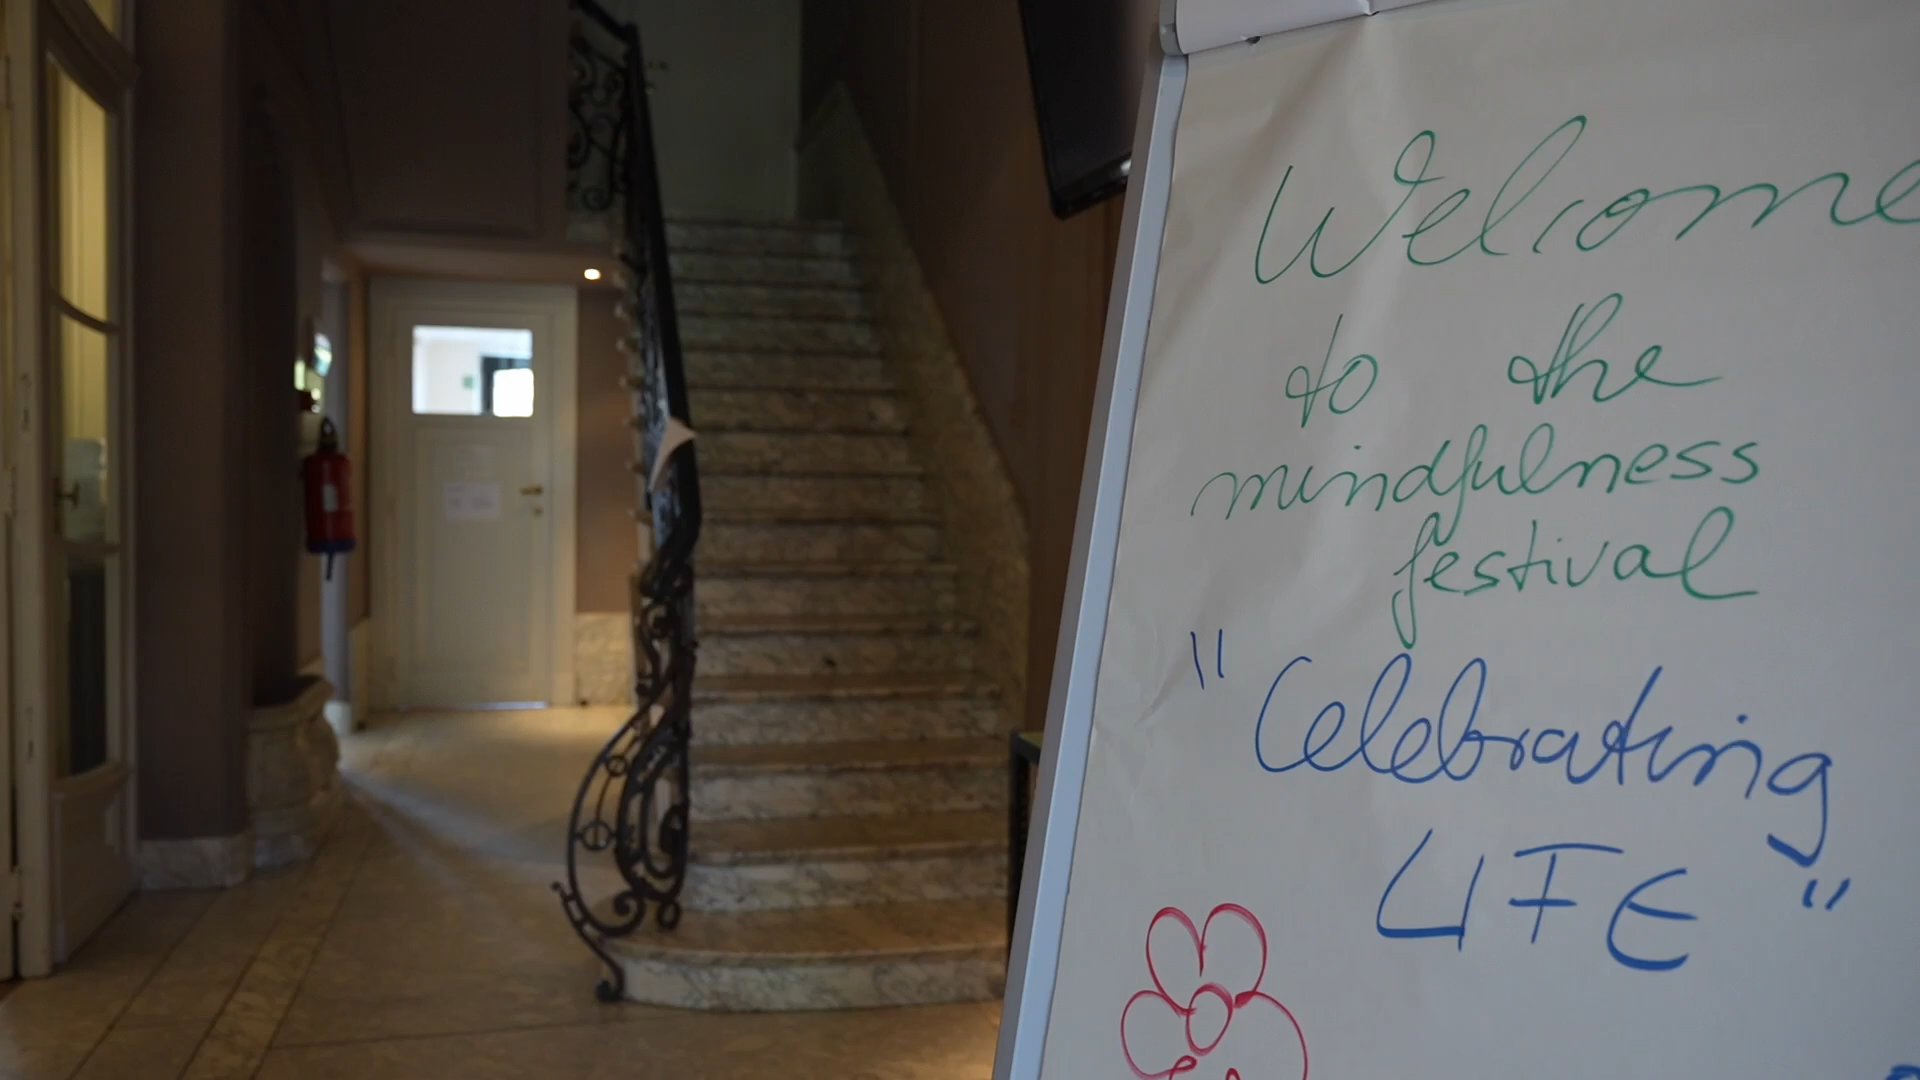 Welcome
to the
mindfulness
festival
"Celebrating
LIFE"